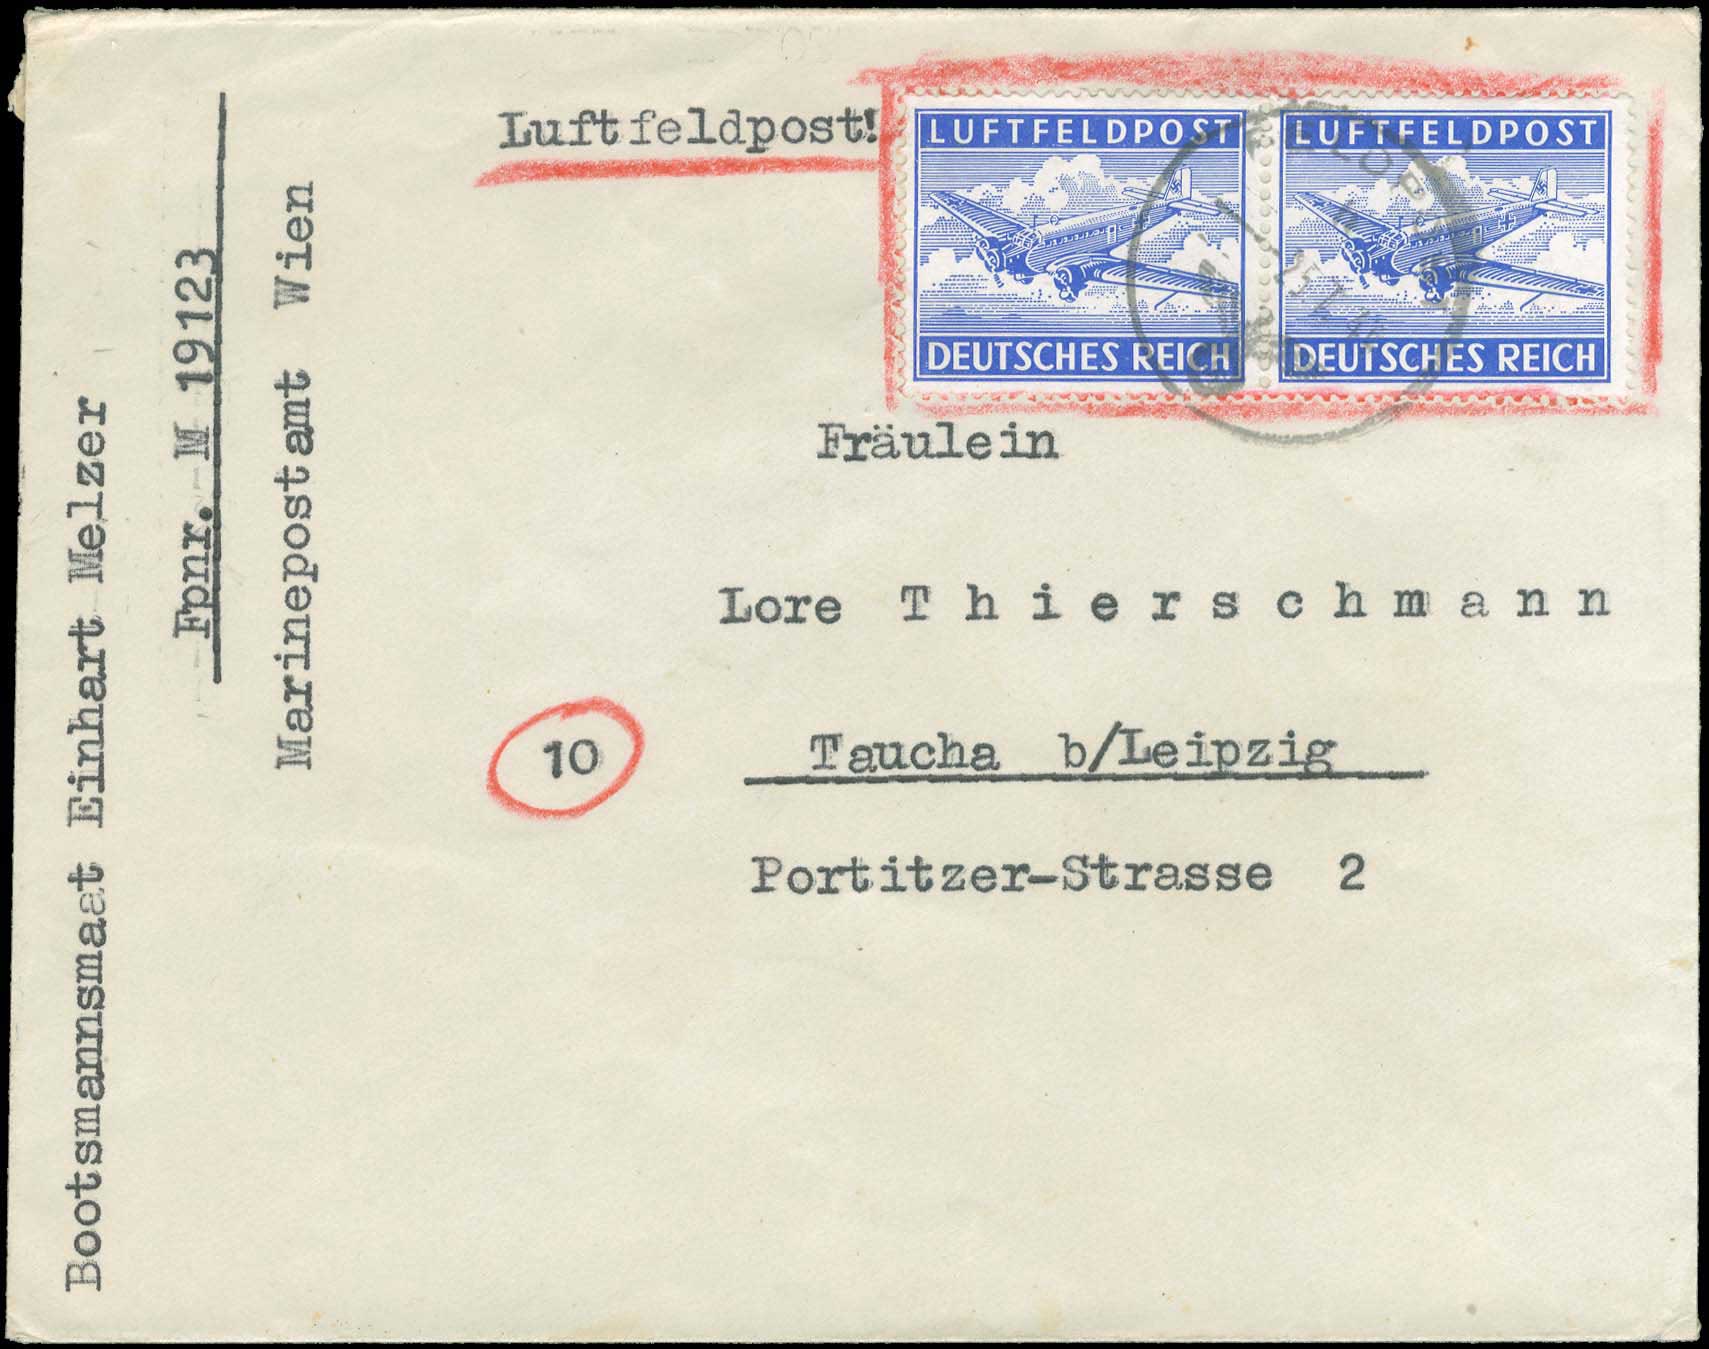 Luftfeldpost!
LUFTFELDPOST LUFTFELDPOST
DEUTSCHES REICH DEUTSCHES REICH
Fräulein
Lore Thierschmann
10
Taucha b/Leipzig
Portitzer-Strasse 2
Bootsmannsmaat Einhart Melzer
Fpnr. M 19123
Marinepostamt Wien